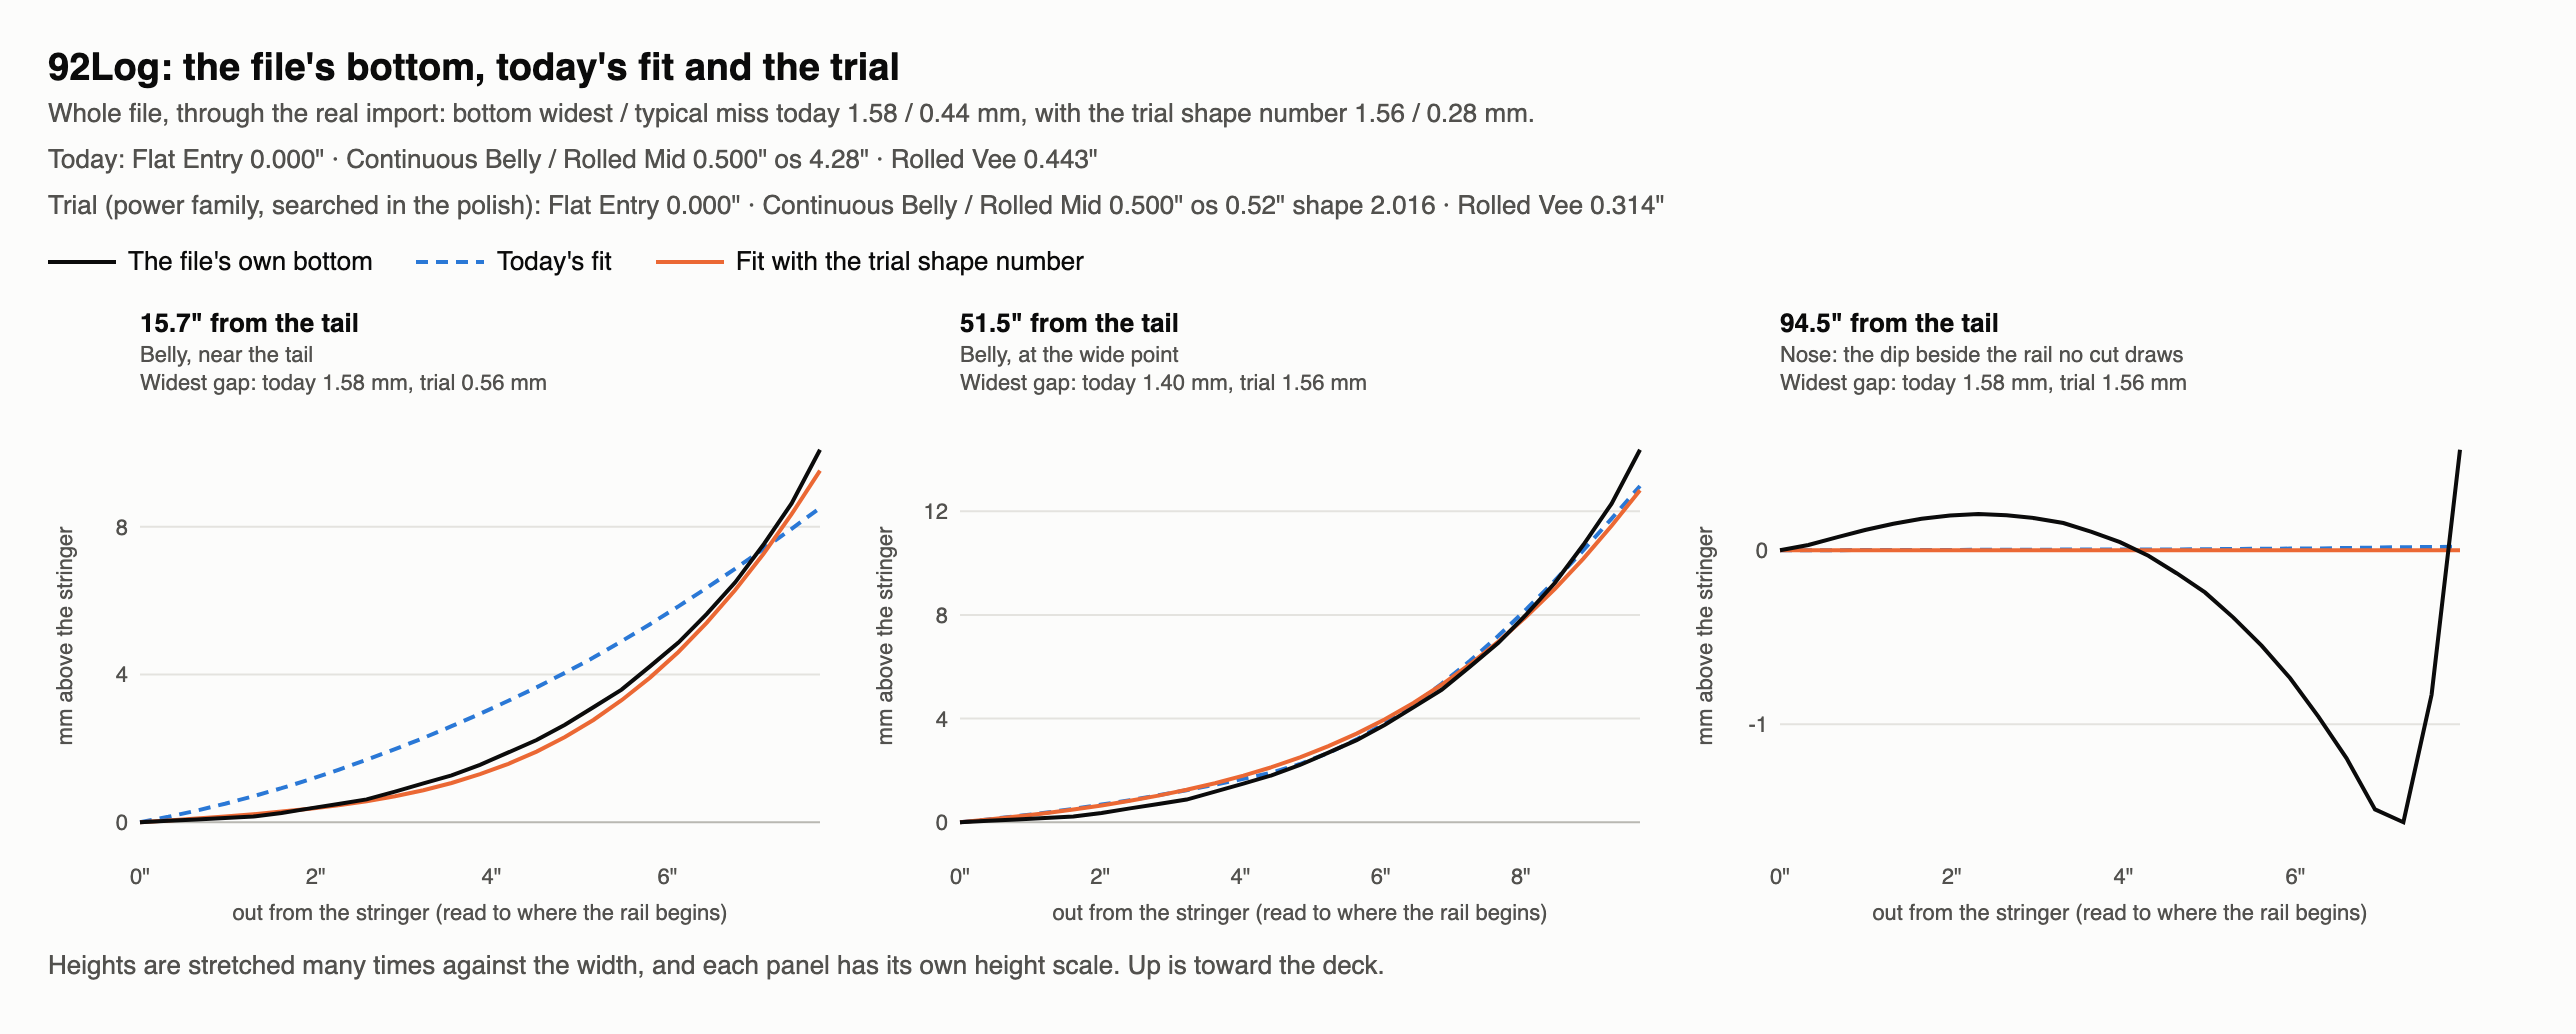 92Log: the file's bottom, today's fit and the trial
Whole file, through the real import: bottom widest / typical miss today 1.58 / 0.44 mm, with the trial shape number 1.56 / 0.28 mm.
Today: Flat Entry 0.000" · Continuous Belly / Rolled Mid 0.500" os 4.28" · Rolled Vee 0.443"
Trial (power family, searched in the polish): Flat Entry 0.000" · Continuous Belly / Rolled Mid 0.500" os 0.52" shape 2.016 · Rolled Vee 0.314"
The file's own bottom
Today's fit
Fit with the trial shape number
15.7" from the tail
Belly, near the tail
Widest gap: today 1.58 mm, trial 0.56 mm
8
4
0
mm above the stringer
0" 2" 4" 6"
out from the stringer (read to where the rail begins)
51.5" from the tail
Belly, at the wide point
Widest gap: today 1.40 mm, trial 1.56 mm
12
8
4
0
mm above the stringer
0" 2" 4" 6" 8"
out from the stringer (read to where the rail begins)
94.5" from the tail
Nose: the dip beside the rail no cut draws
Widest gap: today 1.58 mm, trial 1.56 mm
0
-1
mm above the stringer
0" 2" 4" 6"
out from the stringer (read to where the rail begins)
Heights are stretched many times against the width, and each panel has its own height scale. Up is toward the deck.